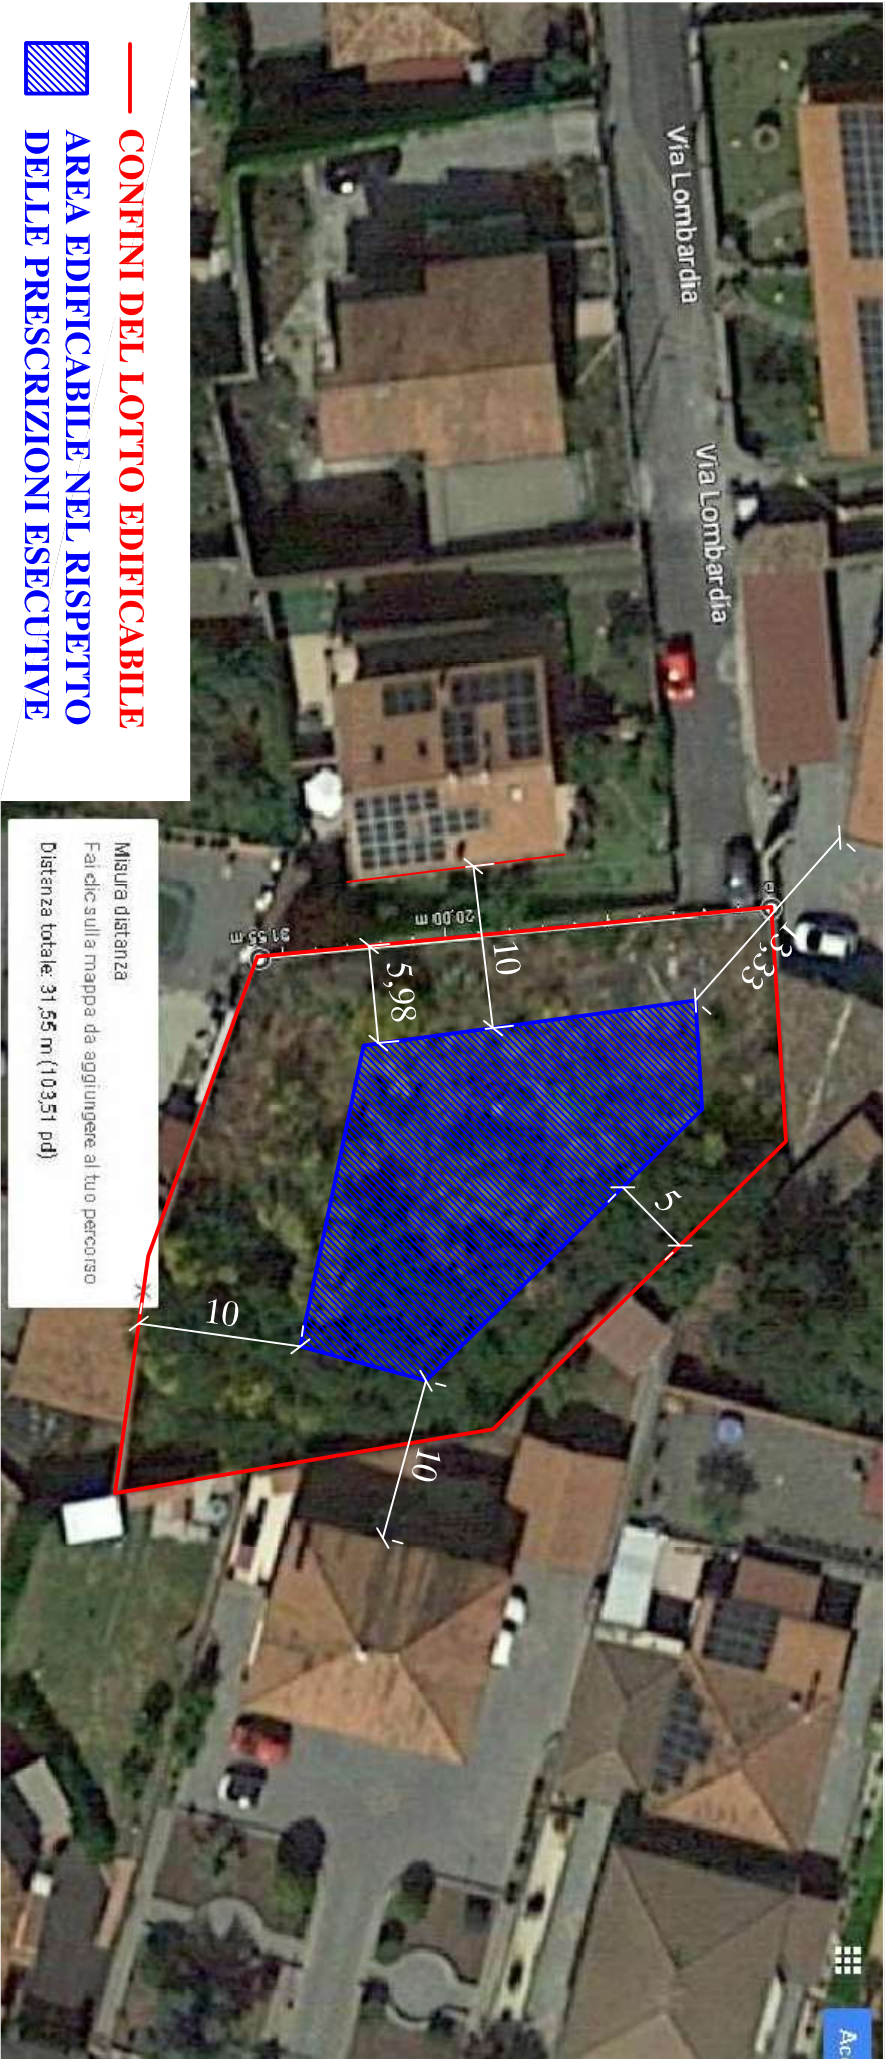 CONFINI DEL LOTTO EDIFICABILE
AREA EDIFICABILE NEL RISPETTO
DELLE PRESCRIZIONI ESECUTIVE
Via Lombardia
Via Lombardia
13,33
10
5,98
5
10
10
20,00 m
31,55 m
Misura distanza
Fai clic sulla mappa da aggiungere al tuo percorso
Distanza totale: 31,55 m (103,51 pd)
X
Ac